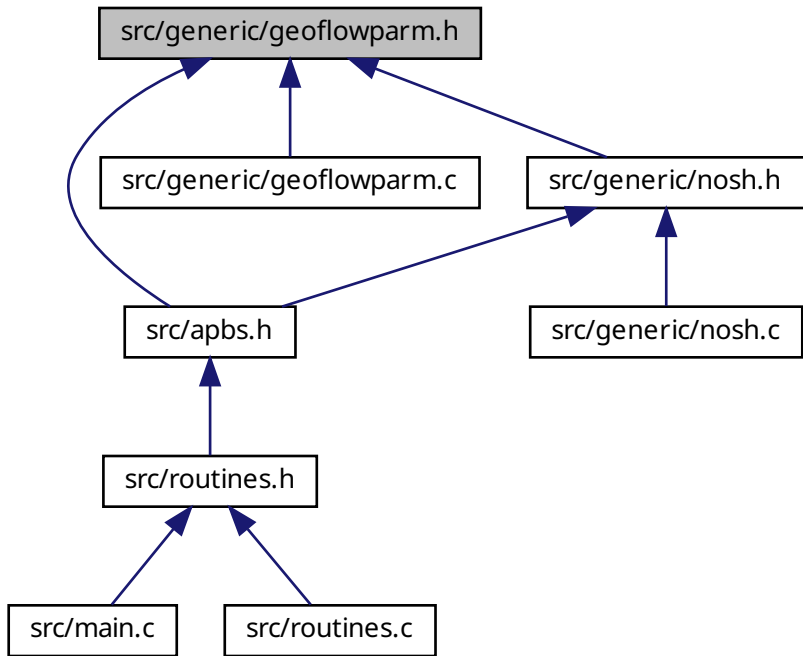 src/generic/geoflowparm.h
src/generic/geoflowparm.c
src/generic/nosh.h
src/apbs.h
src/generic/nosh.c
src/routines.h
src/main.c
src/routines.c